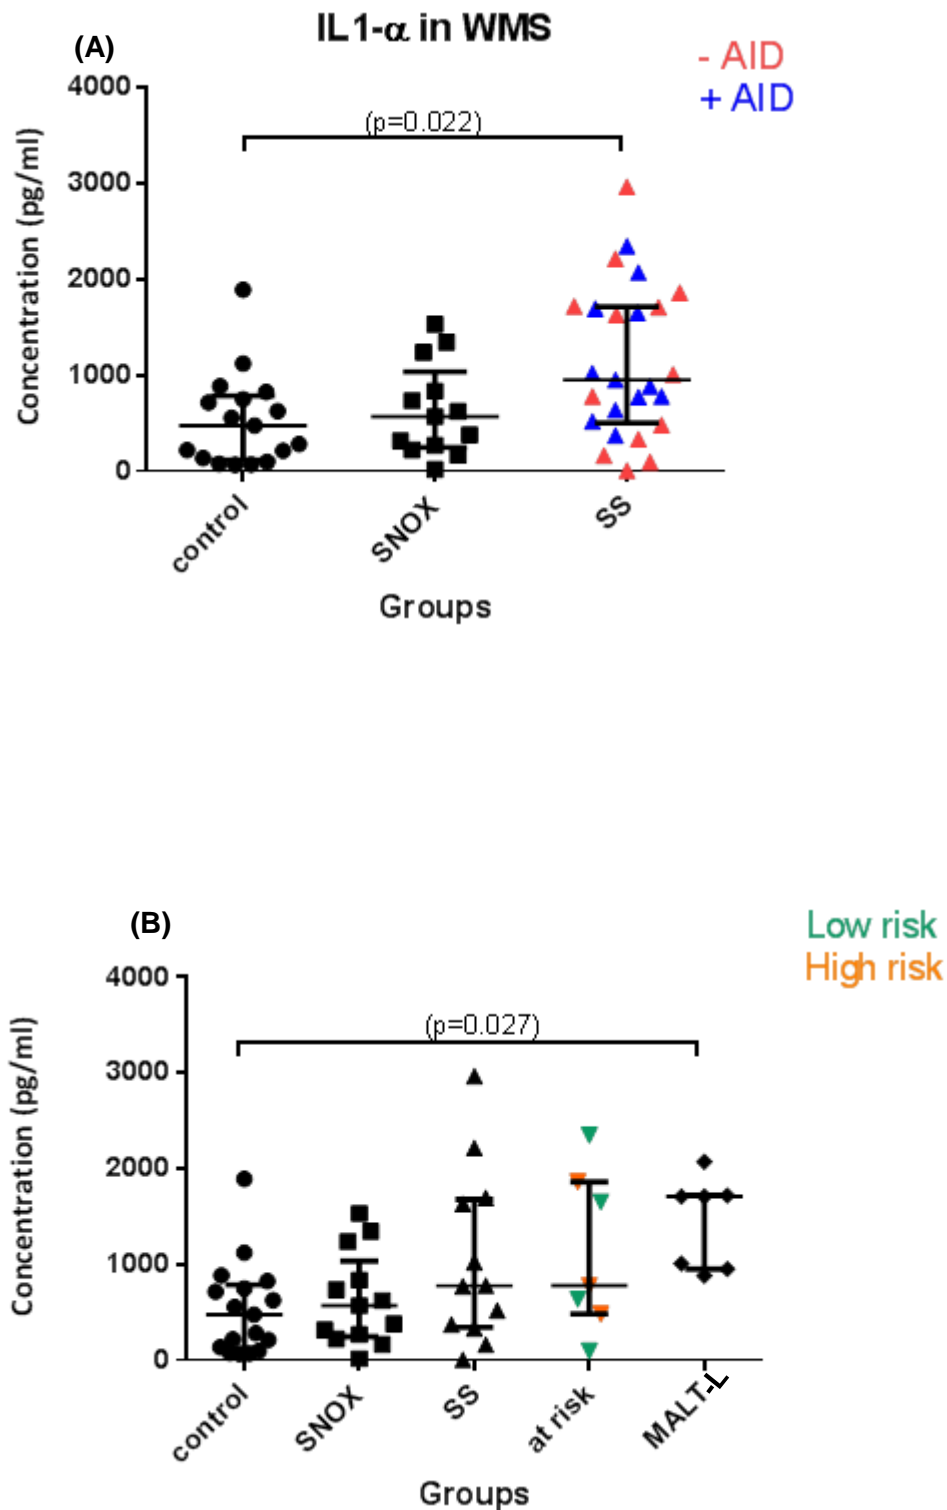 IL1-α in WMS
(A)
- AID
+ AID
(p=0.022)
4000
3000
2000
1000
0
Concentration (pg/ml)
control
SNOX
SS
Groups
(B)
Low risk
High risk
(p=0.027)
4000
3000
2000
1000
0
Concentration (pg/ml)
control
SNOX
SS
at risk
MALT-L
Groups